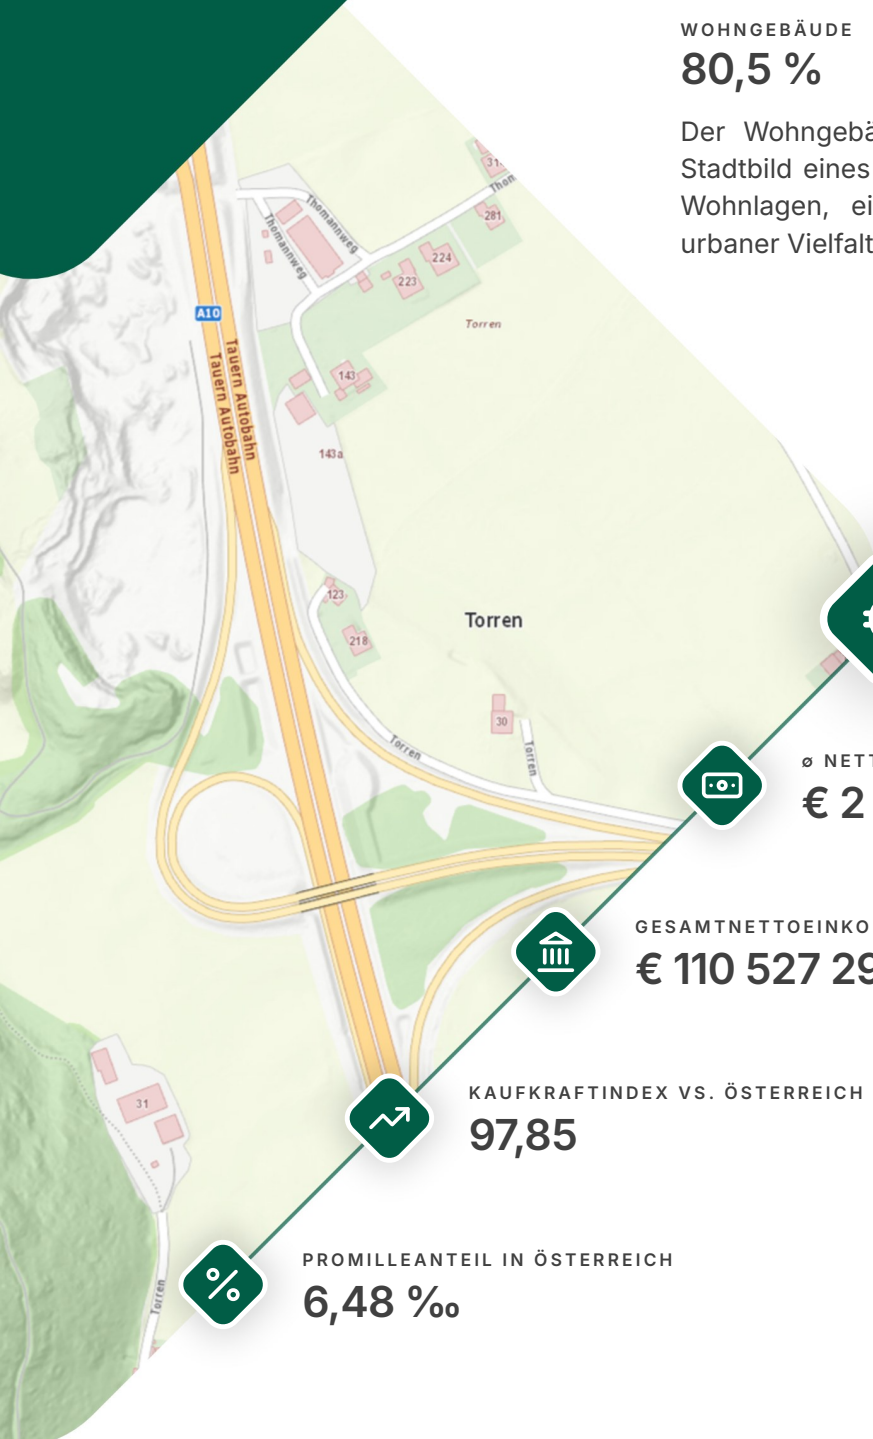 WOHNGEBÄUDE
80,5 %
Der Wohngebä
Stadtbild eines
Wohnlagen, ei
urbaner Vielfalt
31
Thom
281
Thomannweg
Thomannweg
224
223
A10
Torren
Tauern Autobahn
Tauern Autobahn
143
143a
123
Torren
218
30
Torren
Torren
ø NETT
€ 2
GESAMTNETTOEINKO
€ 110 527 29
KAUFKRAFTINDEX VS. ÖSTERREICH
97,85
31
PROMILLEANTEIL IN ÖSTERREICH
6,48 ‰
Torren